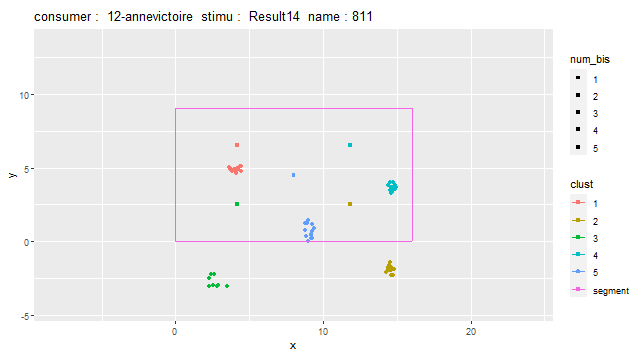 consumer : 12-annevictoire stimu : Result14 name : 811
10
5
0
-5
y
0
10
20
x
num_bis
1
2
3
4
5
clust
1
2
3
4
5
segment